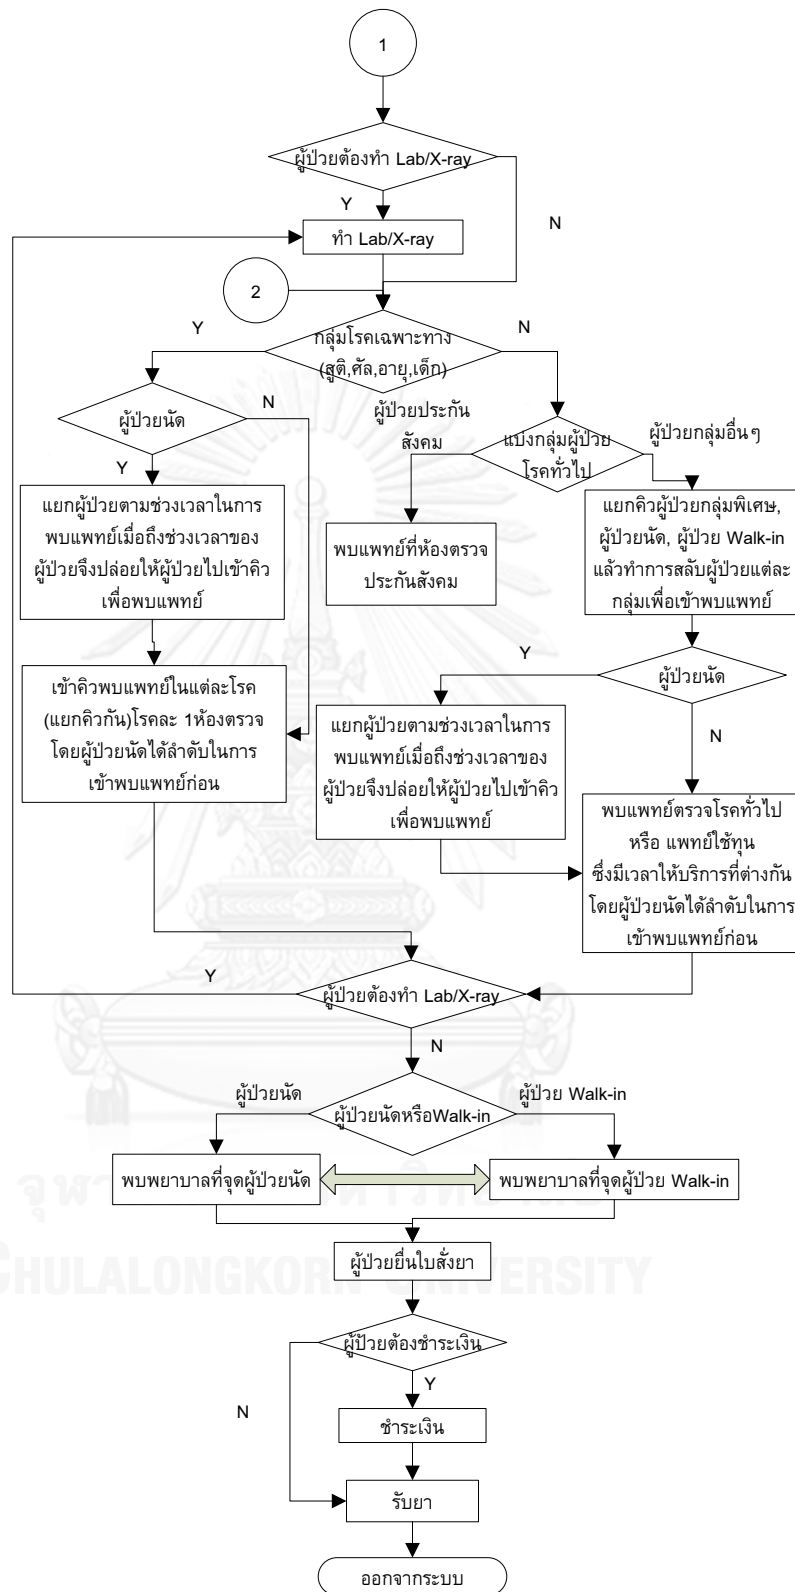 1
ผู้ป่วยต้องทำ Lab/X-ray
Y
N
ทำ Lab/X-ray
2
Y
กลุ่มโรคเฉพาะทาง
(สูติ,ศัล,อายุ,เด็ก)
N
ผู้ป่วยนัด
N
Y
ผู้ป่วยประกัน
สังคม
แบ่งกลุ่มผู้ป่วย
โรคทั่วไป
ผู้ป่วยกลุ่มอื่นๆ
แยกผู้ป่วยตามช่วงเวลาในการ
พบแพทย์เมื่อถึงช่วงเวลาของ
ผู้ป่วยจึงปล่อยให้ผู้ป่วยไปเข้าคิว
เพื่อพบแพทย์
พบแพทย์ที่ห้องตรวจ
ประกันสังคม
แยกคิวผู้ป่วยกลุ่มพิเศษ,
ผู้ป่วยนัด, ผู้ป่วย Walk-in
แล้วทำการสลับผู้ป่วยแต่ละ
กลุ่มเพื่อเข้าพบแพทย์
เข้าคิวพบแพทย์ในแต่ละโรค
(แยกคิวกัน)โรคละ 1ห้องตรวจ
โดยผู้ป่วยนัดได้ลำดับในการ
เข้าพบแพทย์ก่อน
Y
ผู้ป่วยนัด
N
แยกผู้ป่วยตามช่วงเวลาในการ
พบแพทย์เมื่อถึงช่วงเวลาของ
ผู้ป่วยจึงปล่อยให้ผู้ป่วยไปเข้าคิว
เพื่อพบแพทย์
พบแพทย์ตรวจโรคทั่วไป
หรือ แพทย์ใช้ทุน
ซึ่งมีเวลาให้บริการที่ต่างกัน
โดยผู้ป่วยนัดได้ลำดับในการ
เข้าพบแพทย์ก่อน
Y
ผู้ป่วยต้องทำ Lab/X-ray
N
ผู้ป่วยนัด
ผู้ป่วยนัดหรือWalk-in
ผู้ป่วย Walk-in
พบพยาบาลที่จุดผู้ป่วยนัด
พบพยาบาลที่จุดผู้ป่วย Walk-in
ผู้ป่วยยื่นใบสั่งยา
CHULALONGKORN UNIVERSITY
ผู้ป่วยต้องชำระเงิน
Y
N
ชำระเงิน
รับยา
ออกจากระบบ